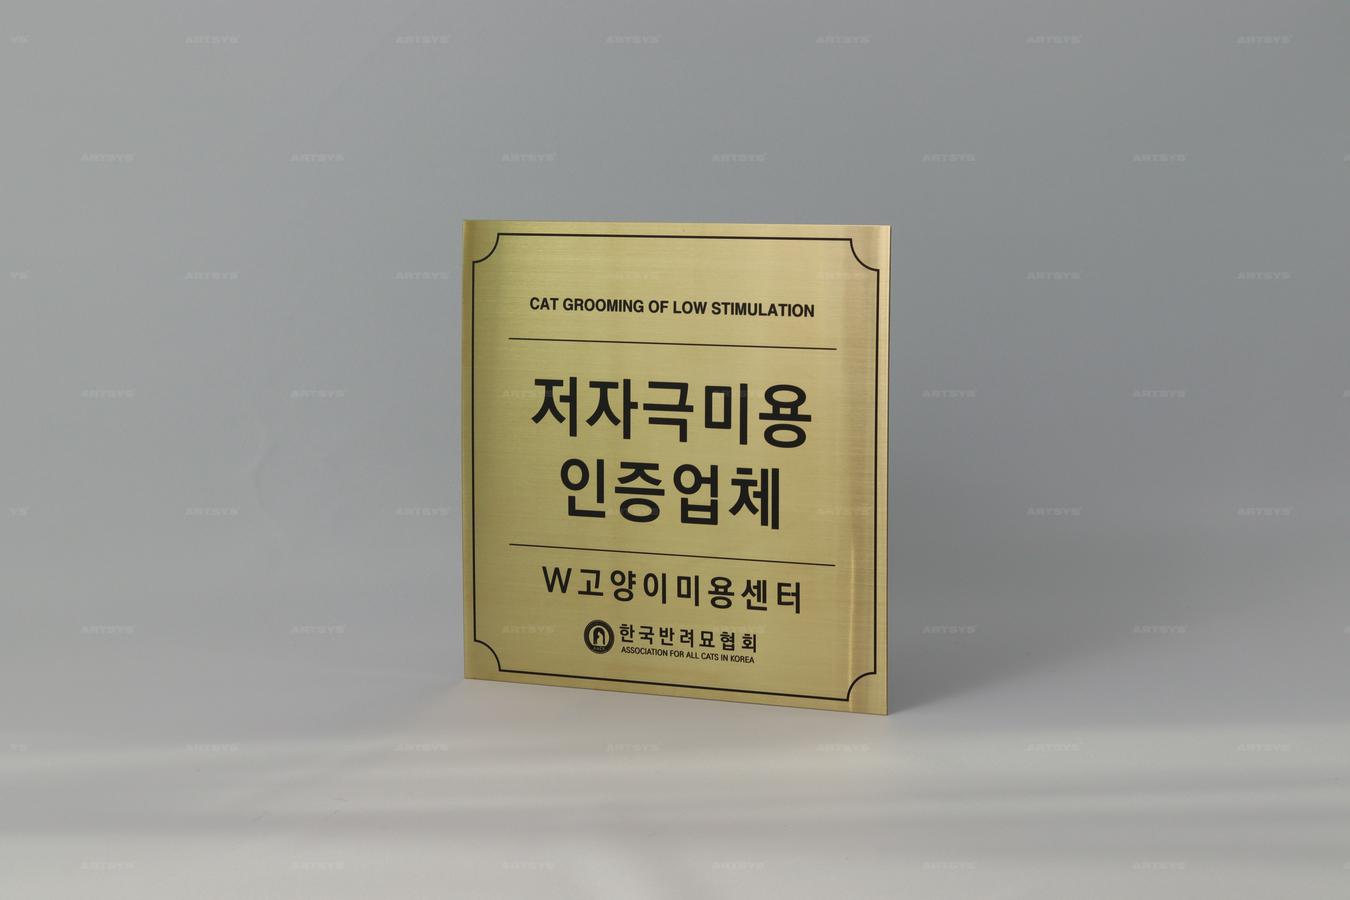 CAT GROOMING OF LOW STIMULATION
저자극미용
인증업체
W고양이미용센터
한국반려묘협회
ASSOCIATION FOR ALL CATS IN KOREA
ARTSYS